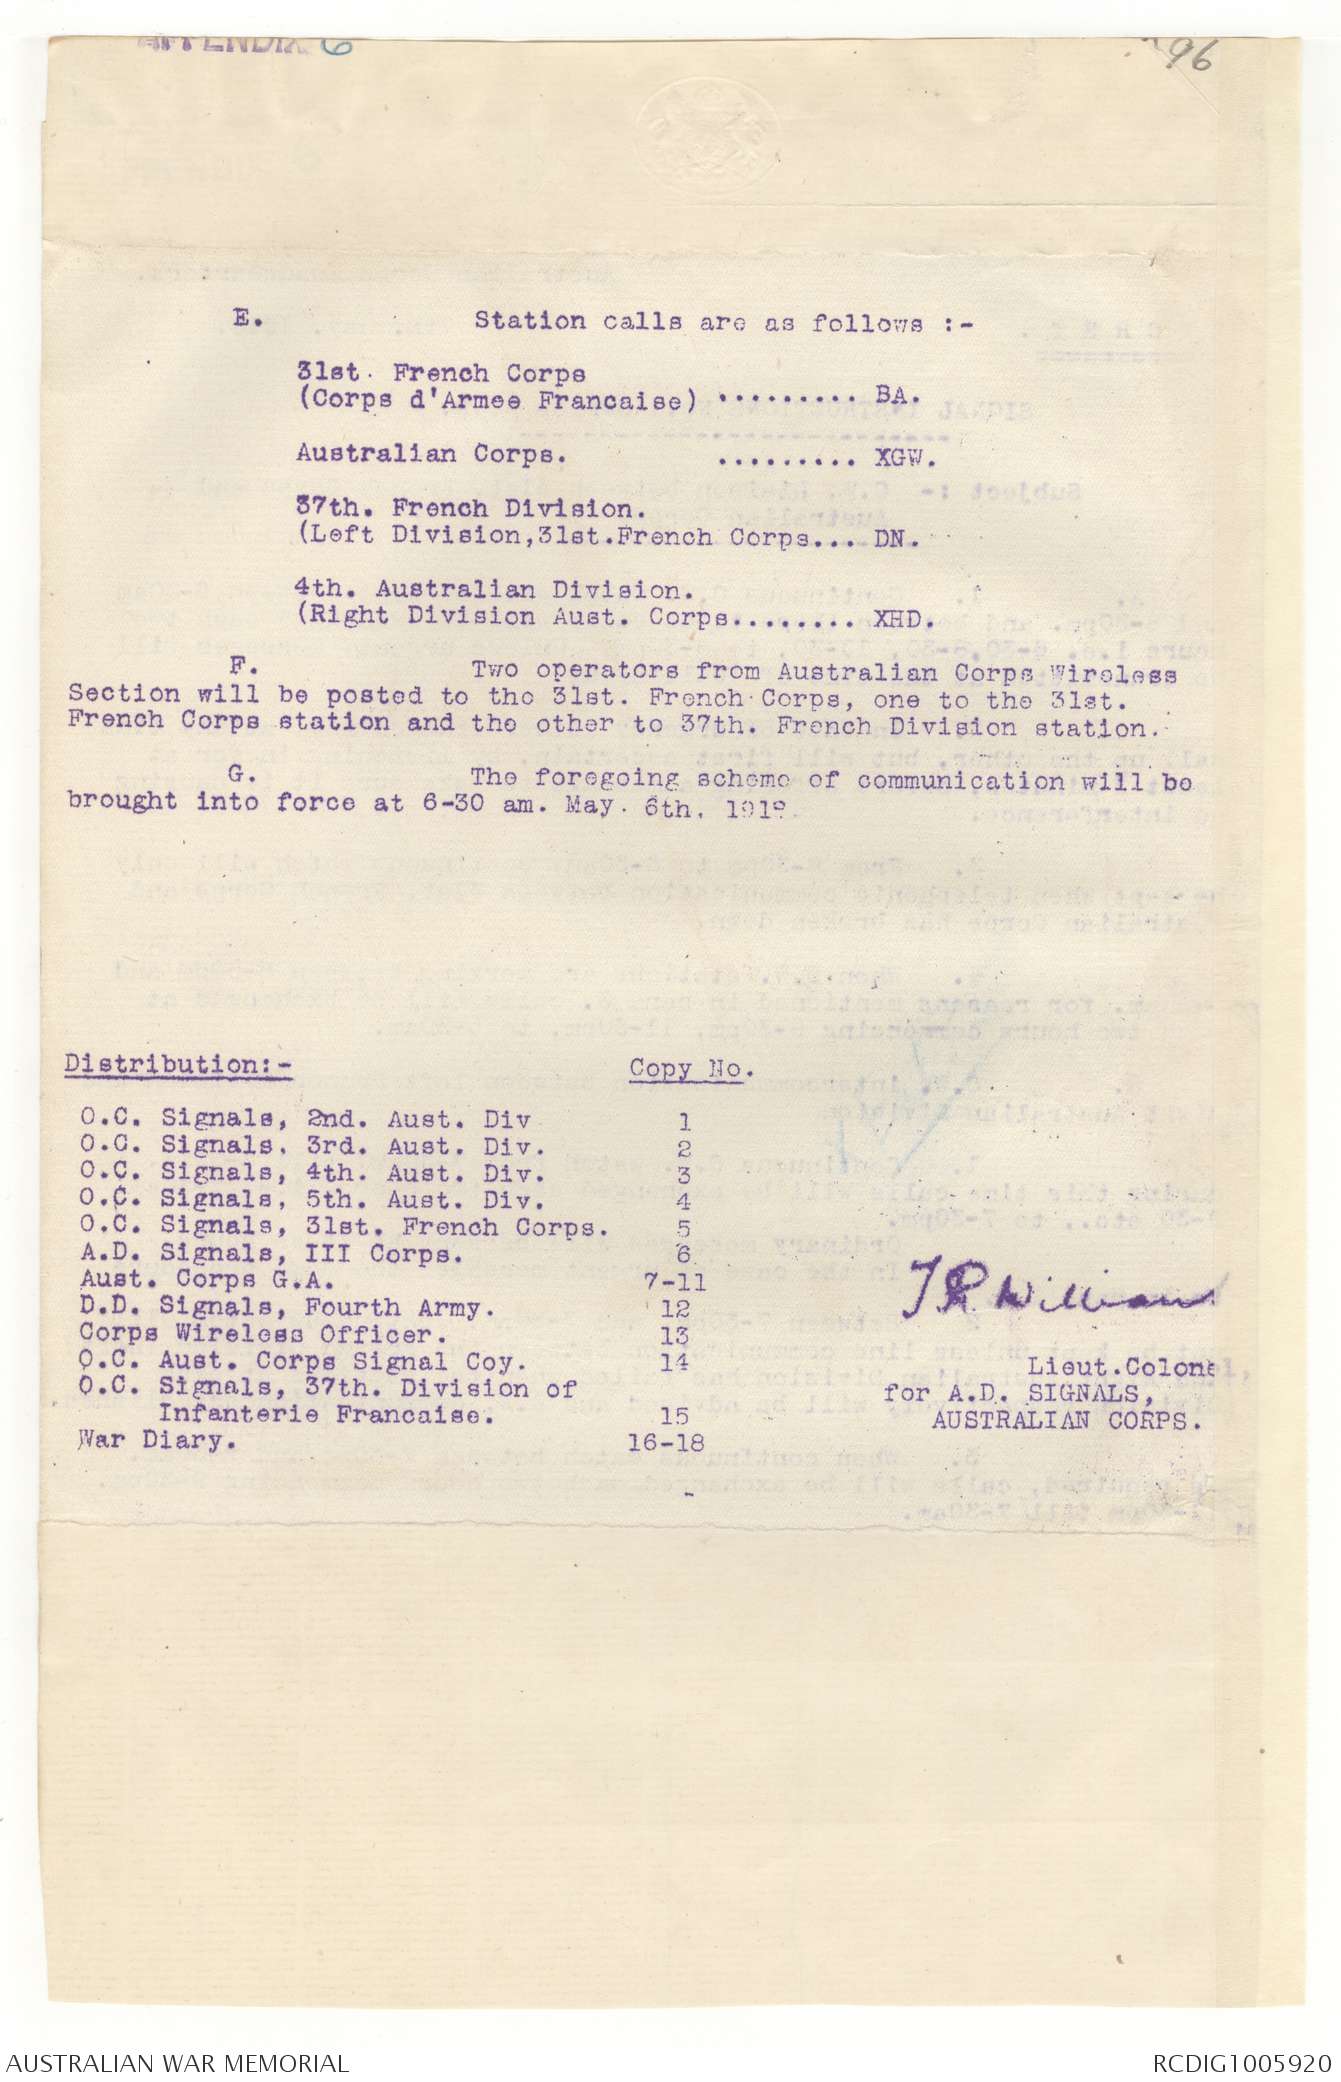 APPENDIX 6
96
E. Station calls are as follows :-
31st. French Corps
(Corps d'Armee Francaise) ......... BA.
Australian Corps. ......... XGW.
37th. French Division.
(Left Division,31st.French Corps... DN.
4th. Australian Division.
(Right Division Aust. Corps........ XHD.
F. Two operators from Australian Corps Wireless
Section will be posted to the 31st. French Corps, one to the 31st.
French Corps station and the other to 37th. French Division station.
G. The foregoing scheme of communication will be
brought into force at 6-30 am. May. 6th. 1918.
Distribution:- Copy No.
O.C. Signals, 2nd. Aust. Div 1
O.C. Signals, 3rd. Aust. Div. 2
O.C. Signals, 4th. Aust. Div. 3
O.C. Signals, 5th. Aust. Div. 4
O.C. Signals, 31st. French Corps. 5
A.D. Signals, III Corps. 6
Aust. Corps G.A. 7-11
D.D. Signals, Fourth Army. 12
Corps Wireless Officer. 13
O.C. Aust. Corps Signal Coy. 14
O.C. Signals, 37th. Division of
Infanterie Francaise. 15
War Diary. 16-18
T R Williams
Lieut.Colonel,
for A.D. SIGNALS,
AUSTRALIAN CORPS.
AUSTRALIAN WAR MEMORIAL
RCDIG1005920